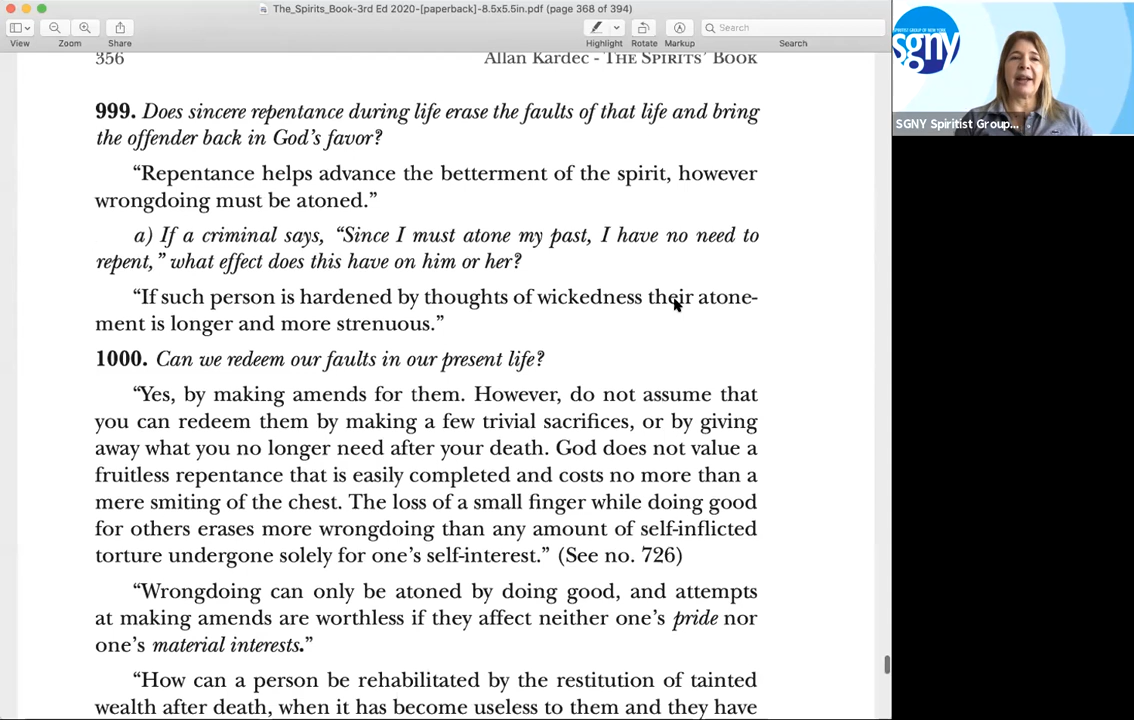 The_Spirits_Book-3rd Ed 2020-[paperback]-8.5x5.5in.pdf (page 368 of 394)
View
Zoom
Share
Highlight
Rotate
Markup
Search
Search
356
Allan Kardec - The Spirits' Book
999. Does sincere repentance during life erase the faults of that life and bring
the offender back in God's favor?
“Repentance helps advance the betterment of the spirit, however
wrongdoing must be atoned.”
a) If a criminal says, “Since I must atone my past, I have no need to
repent,” what effect does this have on him or her?
“If such person is hardened by thoughts of wickedness their atone-
ment is longer and more strenuous.”
1000. Can we redeem our faults in our present life?
“Yes, by making amends for them. However, do not assume that
you can redeem them by making a few trivial sacrifices, or by giving
away what you no longer need after your death. God does not value a
fruitless repentance that is easily completed and costs no more than a
mere smiting of the chest. The loss of a small finger while doing good
for others erases more wrongdoing than any amount of self-inflicted
torture undergone solely for one's self-interest.” (See no. 726)
“Wrongdoing can only be atoned by doing good, and attempts
at making amends are worthless if they affect neither one's pride nor
one's material interests.”
“How can a person be rehabilitated by the restitution of tainted
wealth after death, when it has become useless to them and they have
SPIRITIST GROUP OF NEW YORK
sgny
SGNY Spiritist Group...